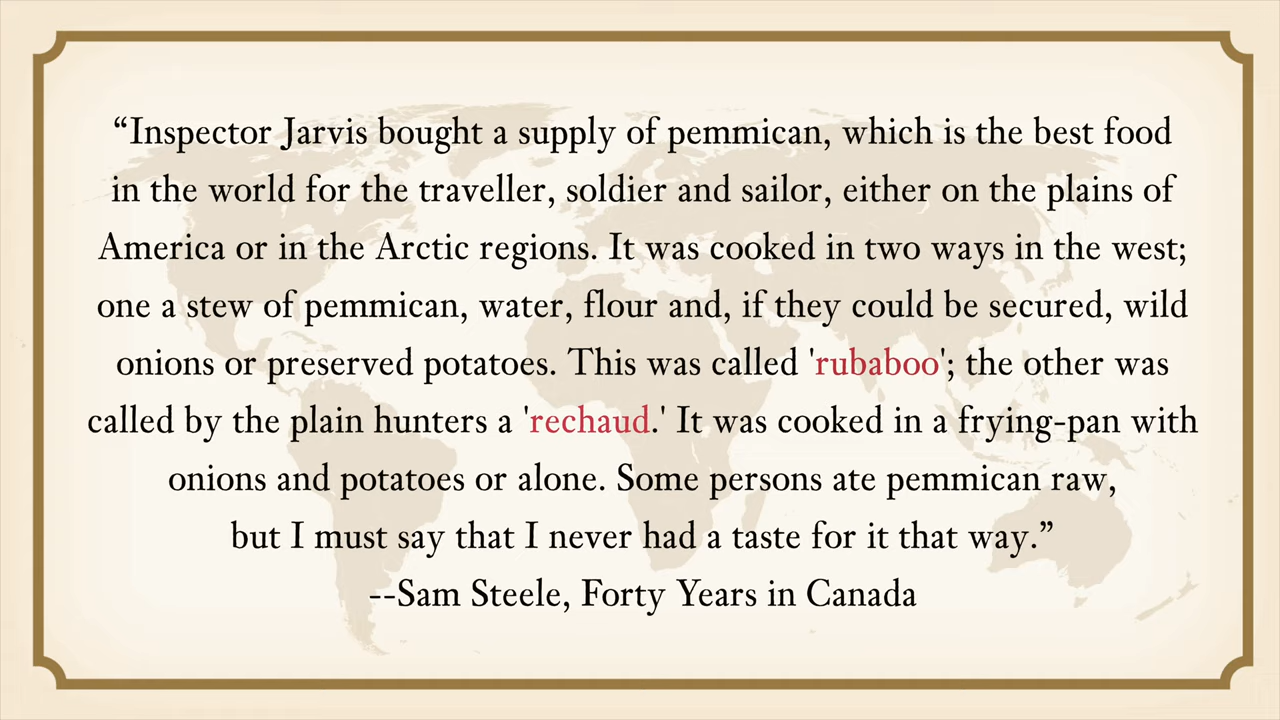 “Inspector Jarvis bought a supply of pemmican, which is the best food
in the world for the traveller, soldier and sailor, either on the plains of
America or in the Arctic regions. It was cooked in two ways in the west;
one a stew of pemmican, water, flour and, if they could be secured, wild
onions or preserved potatoes. This was called 'rubaboo'; the other was
called by the plain hunters a 'rechaud.' It was cooked in a frying-pan with
onions and potatoes or alone. Some persons ate pemmican raw,
but I must say that I never had a taste for it that way.”
--Sam Steele, Forty Years in Canada